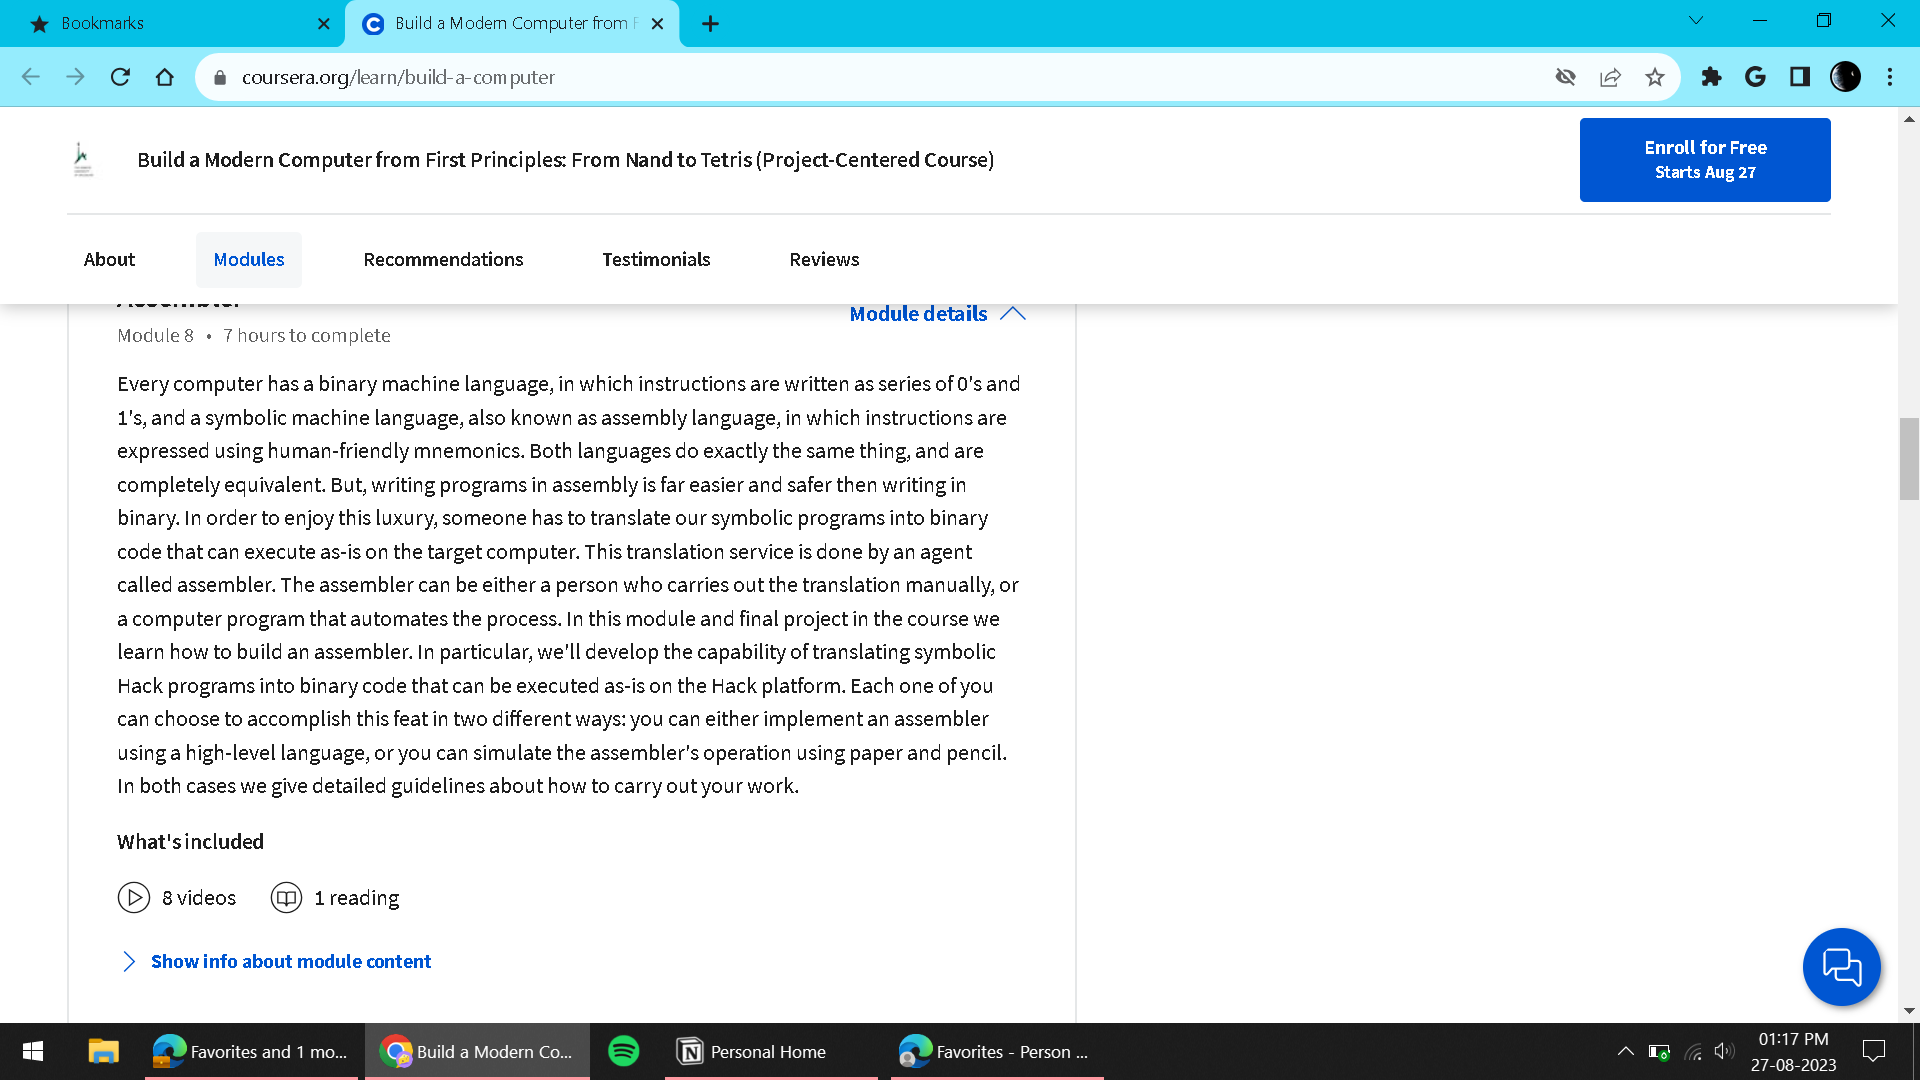 Bookmarks
Build a Modern Computer from F
coursera.org/learn/build-a-computer
Build a Modern Computer from First Principles: From Nand to Tetris (Project-Centered Course)
Enroll for Free
Starts Aug 27
About
Modules
Recommendations
Testimonials
Reviews
Assembler
Module details
Module 8 • 7 hours to complete
Every computer has a binary machine language, in which instructions are written as series of 0's and
1's, and a symbolic machine language, also known as assembly language, in which instructions are
expressed using human-friendly mnemonics. Both languages do exactly the same thing, and are
completely equivalent. But, writing programs in assembly is far easier and safer then writing in
binary. In order to enjoy this luxury, someone has to translate our symbolic programs into binary
code that can execute as-is on the target computer. This translation service is done by an agent
called assembler. The assembler can be either a person who carries out the translation manually, or
a computer program that automates the process. In this module and final project in the course we
learn how to build an assembler. In particular, we'll develop the capability of translating symbolic
Hack programs into binary code that can be executed as-is on the Hack platform. Each one of you
can choose to accomplish this feat in two different ways: you can either implement an assembler
using a high-level language, or you can simulate the assembler's operation using paper and pencil.
In both cases we give detailed guidelines about how to carry out your work.
What's included
8 videos
1 reading
Show info about module content
Favorites and 1 mo...
Build a Modern Co...
Personal Home
Favorites - Person ...
01:17 PM
27-08-2023